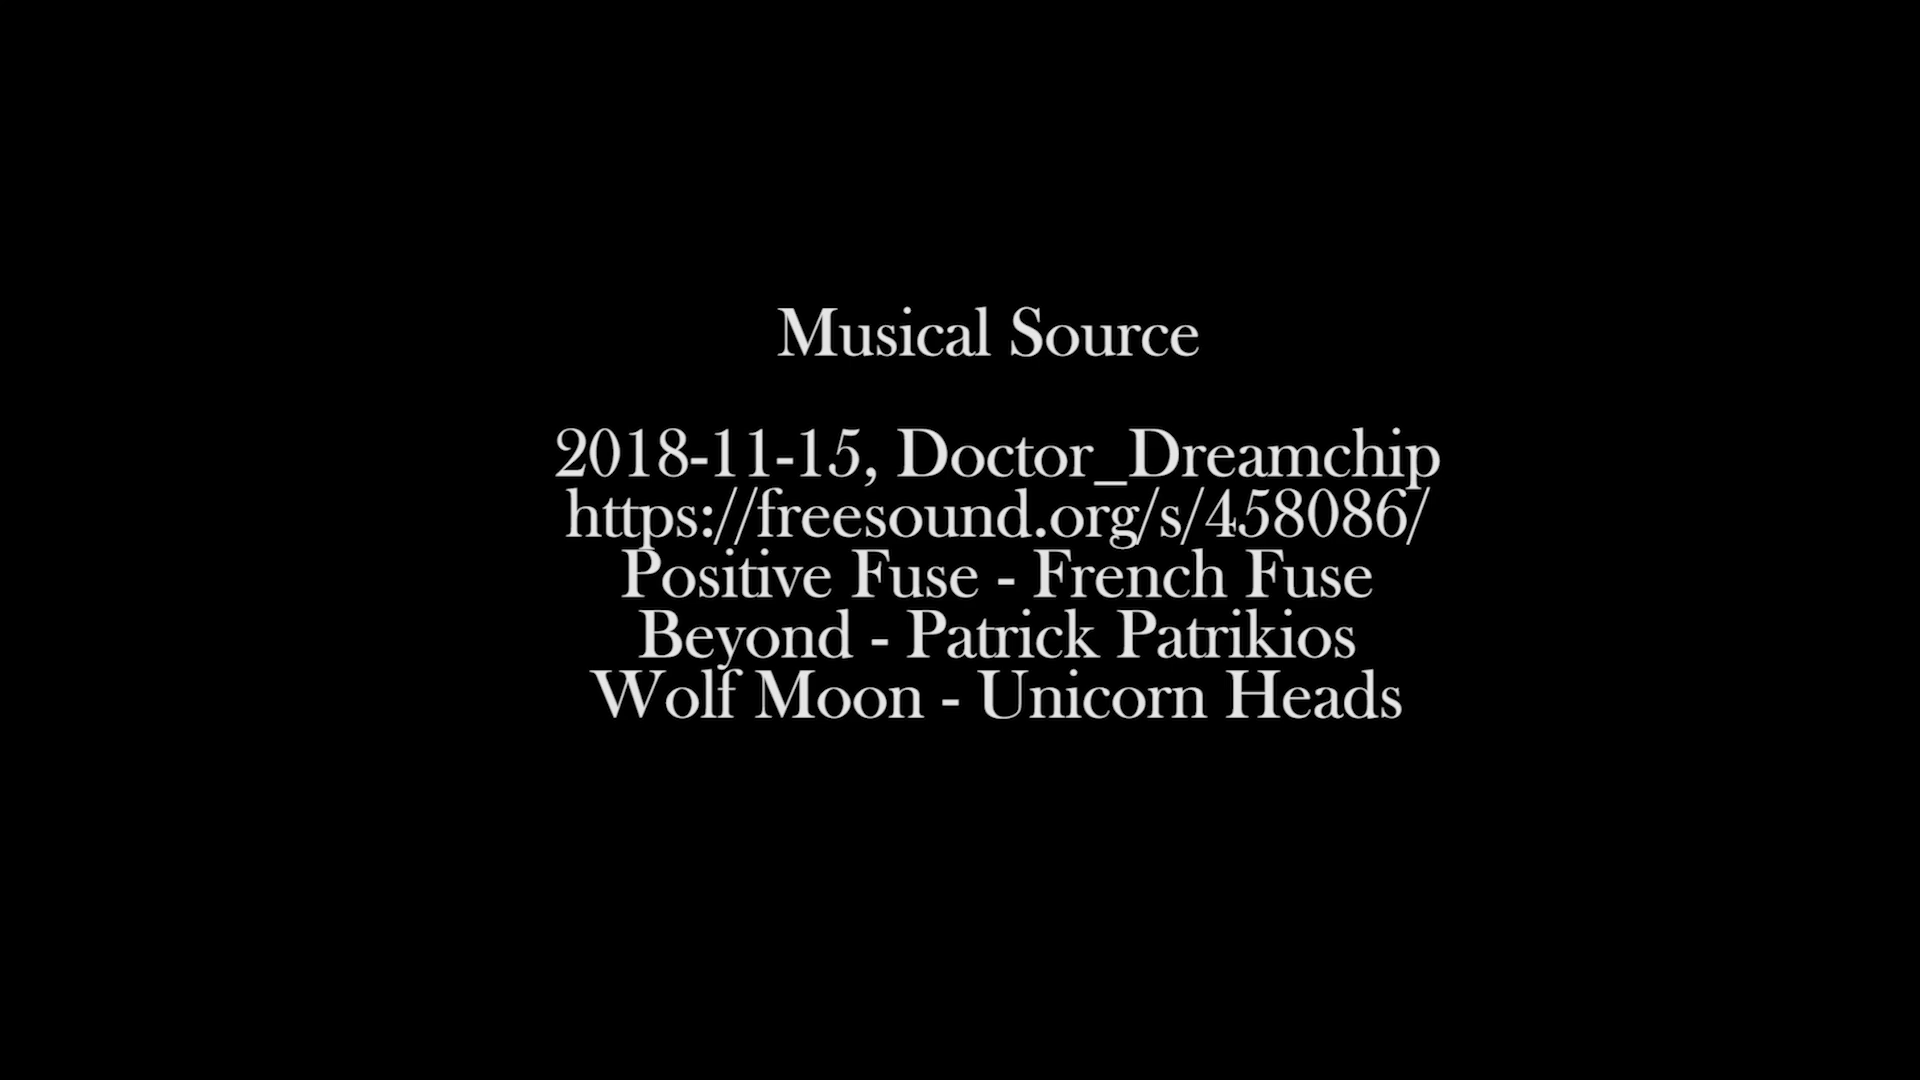 Musical Source
2018-11-15, Doctor_Dreamchip
https://freesound.org/s/458086/
Positive Fuse - French Fuse
Beyond - Patrick Patrikios
Wolf Moon - Unicorn Heads